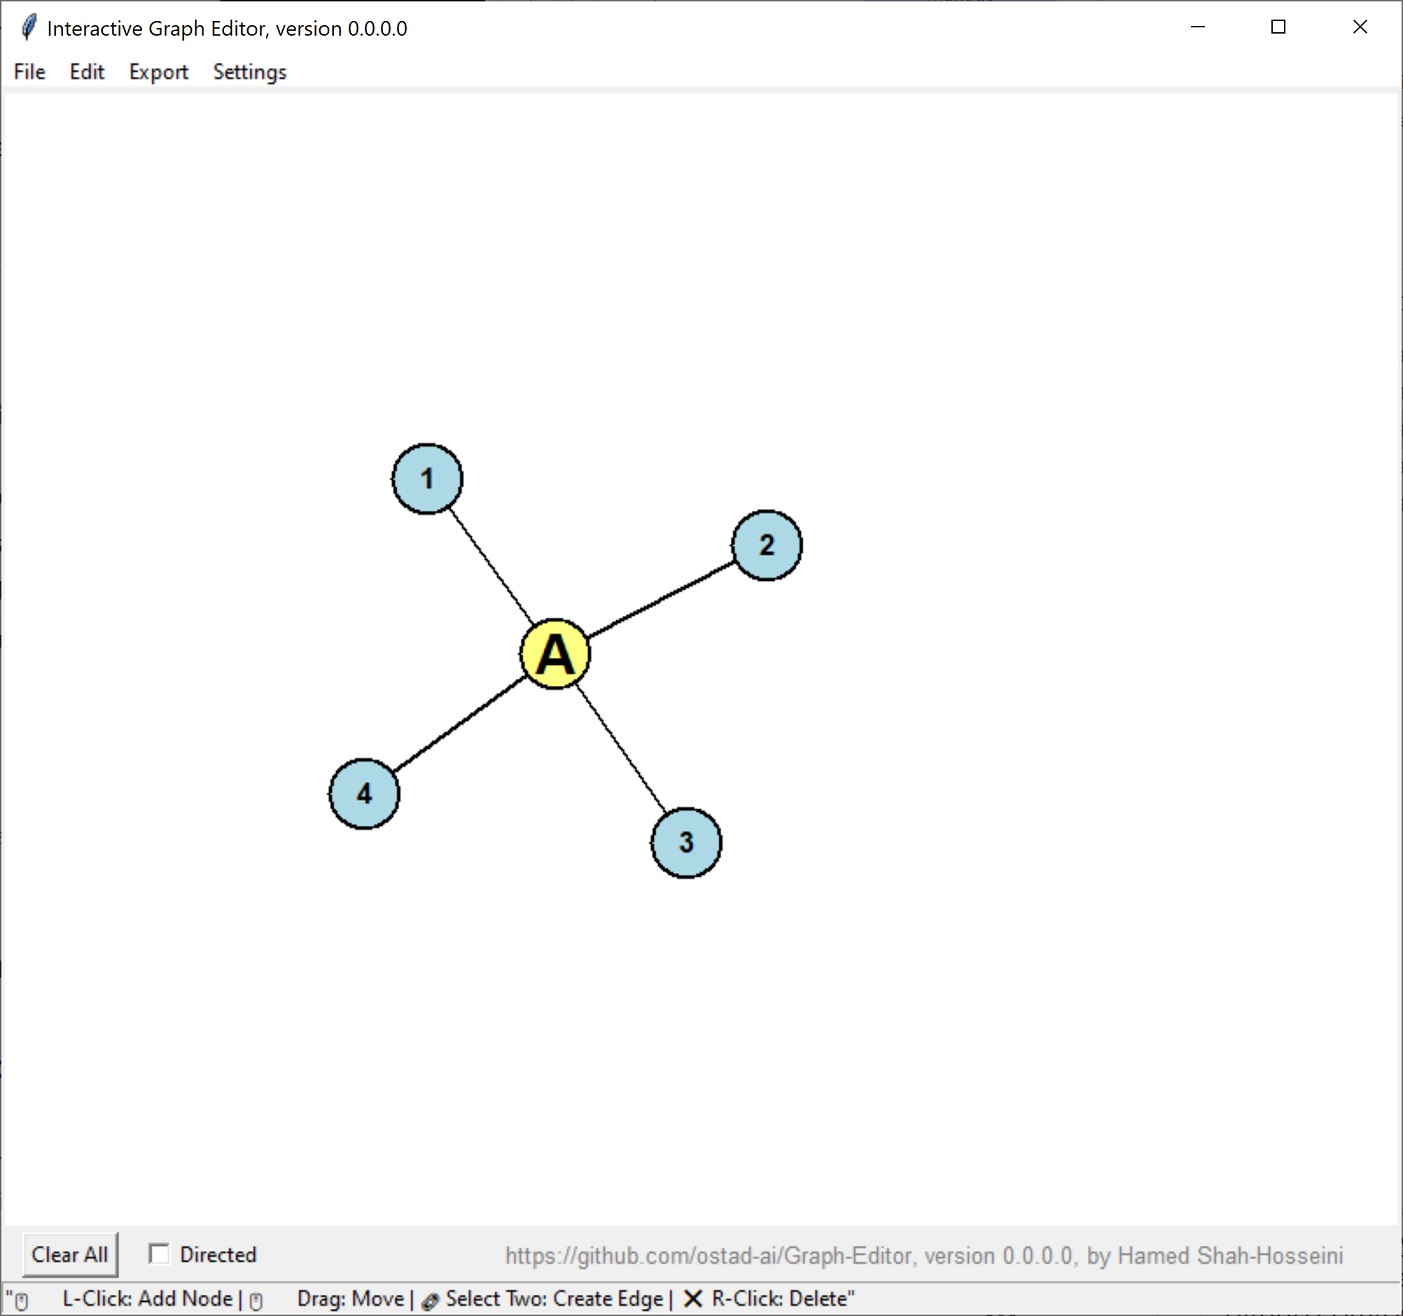 Interactive Graph Editor, version 0.0.0.0
File Edit Export Settings
1
2
A
4
3
Clear All Directed https://github.com/ostad-ai/Graph-Editor, version 0.0.0.0, by Hamed Shah-Hosseini
"🖱 L-Click: Add Node | 🖱 Drag: Move | 🔗 Select Two: Create Edge | ❌ R-Click: Delete"